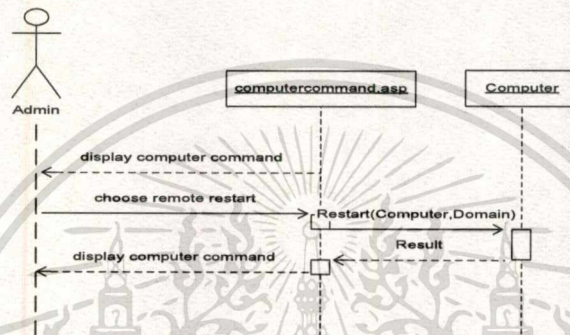 computercommand.asp
Computer
Admin
display computer command
choose remote restart
Restart(Computer,Domain)
Result
display computer command